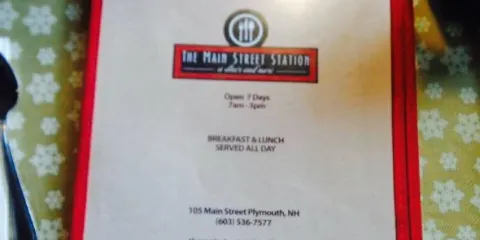 THE MAIN STREET STATION
a diner and more
Open 7 Days
7am - 3pm
BREAKFAST & LUNCH
SERVED ALL DAY
105 Main Street Plymouth, NH
(603) 536-7577